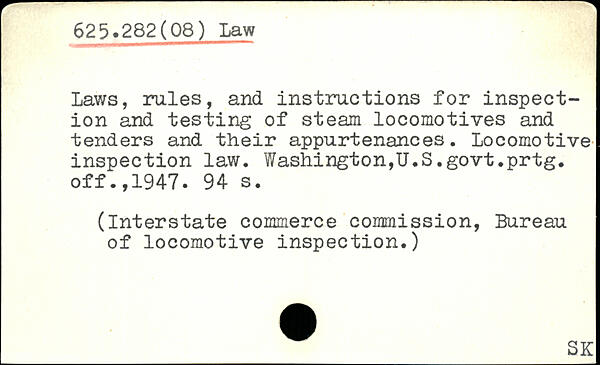 625.282(08) Law
Laws, rules, and instructions for inspect-
ion and testing of steam locomotives and
tenders and their appurtenances. Locomotive
inspection law. Washington,U.S.govt.prtg.
off.,1947. 94 s.
(Interstate commerce commission, Bureau
of locomotive inspection.)
SK